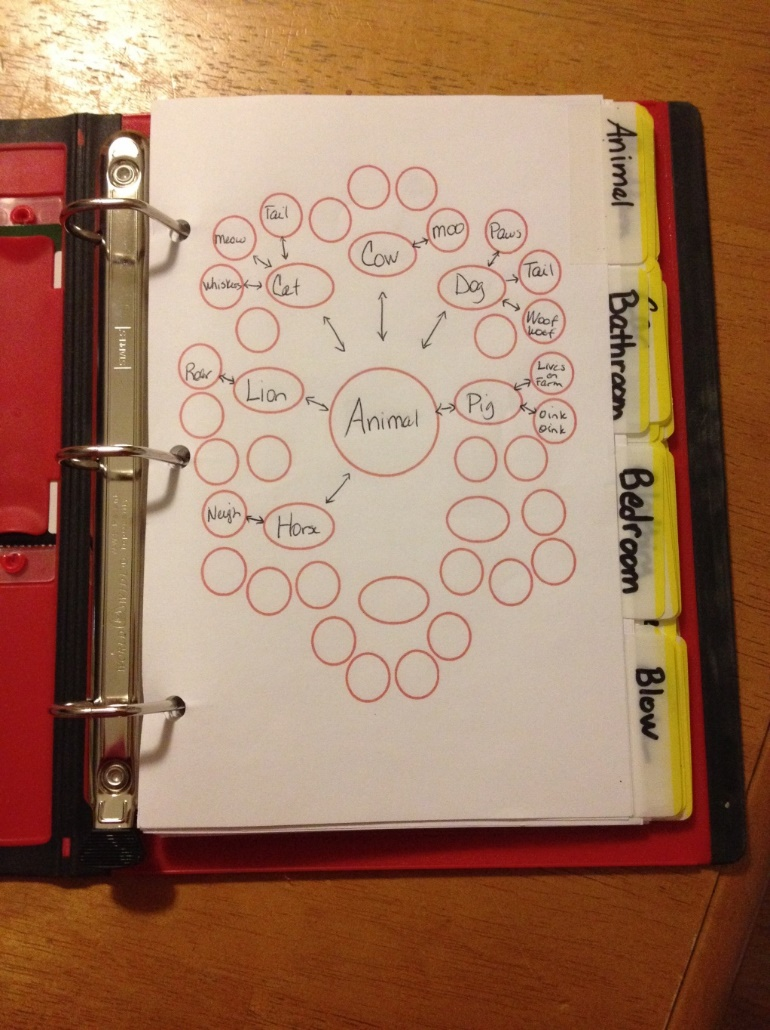 Tail
moo
Paws
meow
Cow
Tail
whiskers
Cat
Dog
Woof
woof
Roar
Lion
Animal
Pig
Lives
on
Farm
oink
oink
Neigh
Horse
Animal
Bathroom
Bedroom
Blow